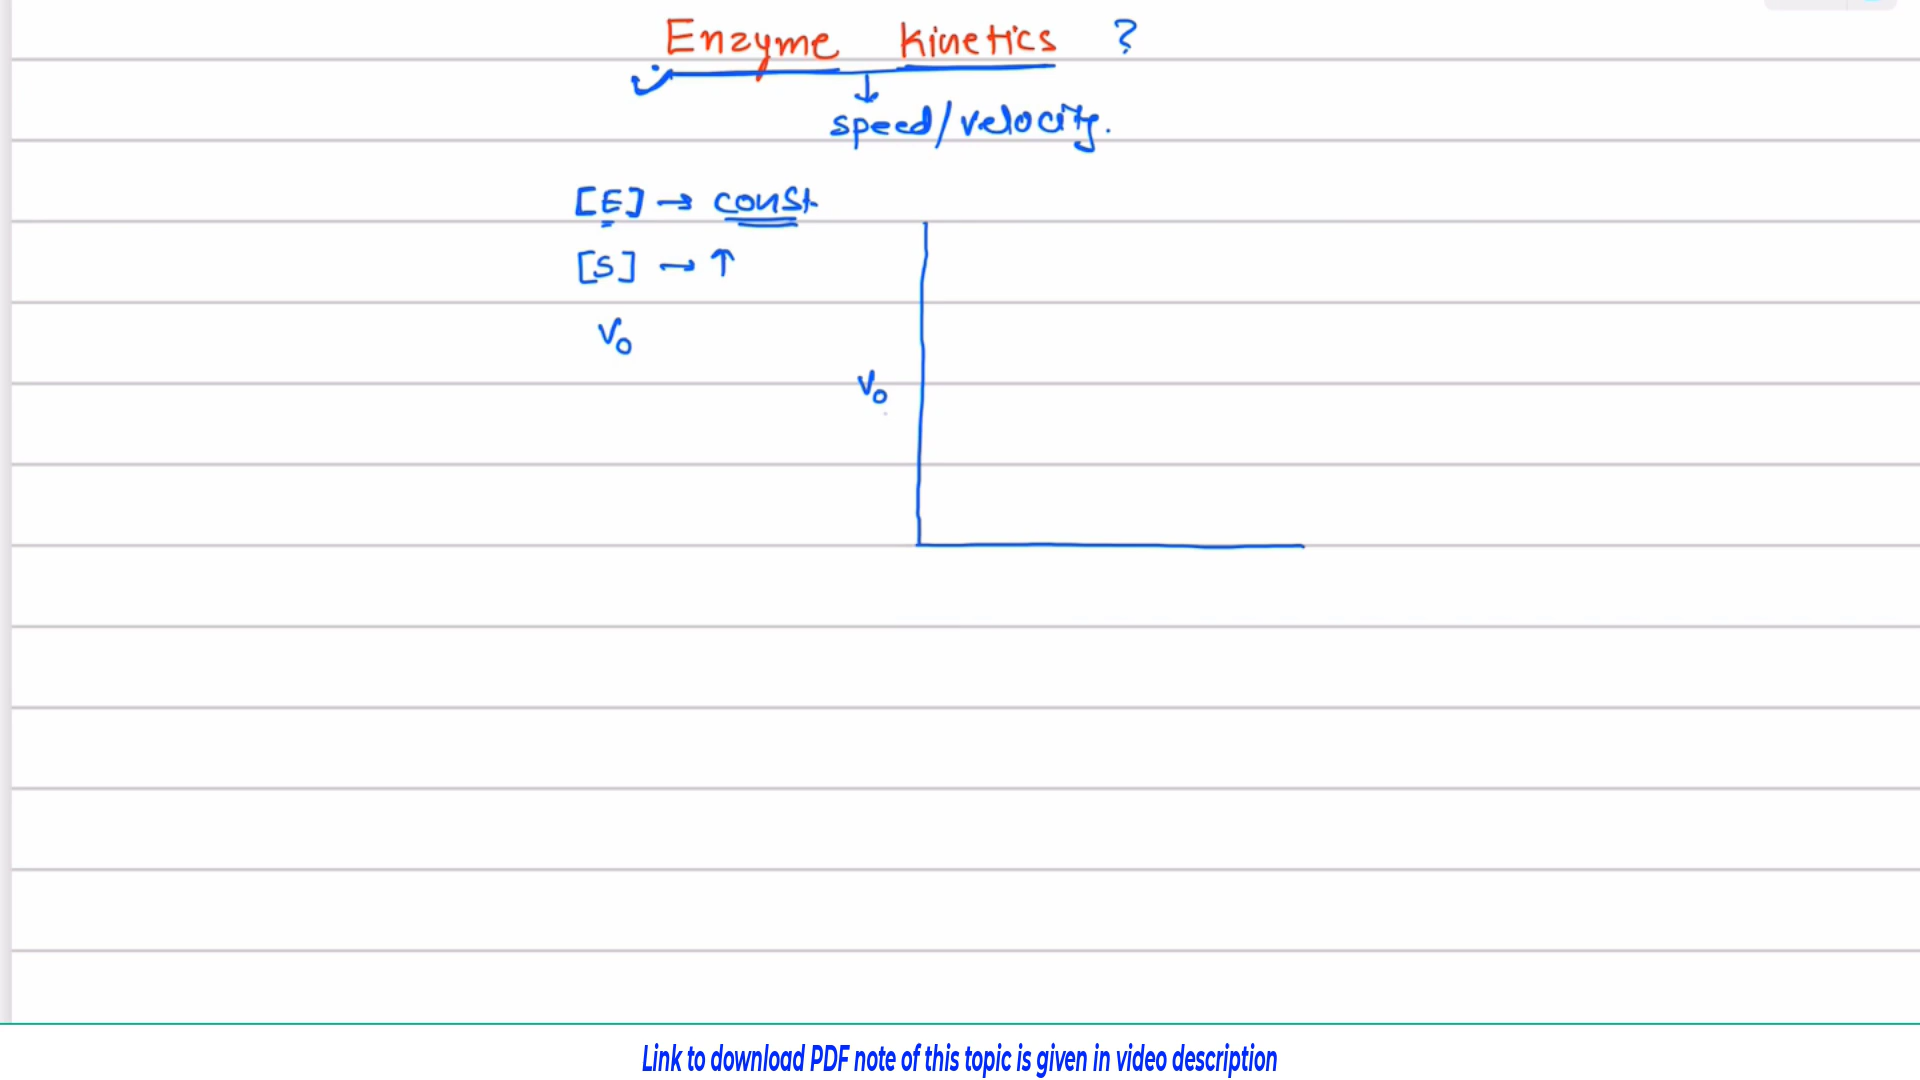 Enzyme kinetics ?
speed/velocity.
[E] → const
[S] → ↑
V₀
V₀
Link to download PDF note of this topic is given in video description